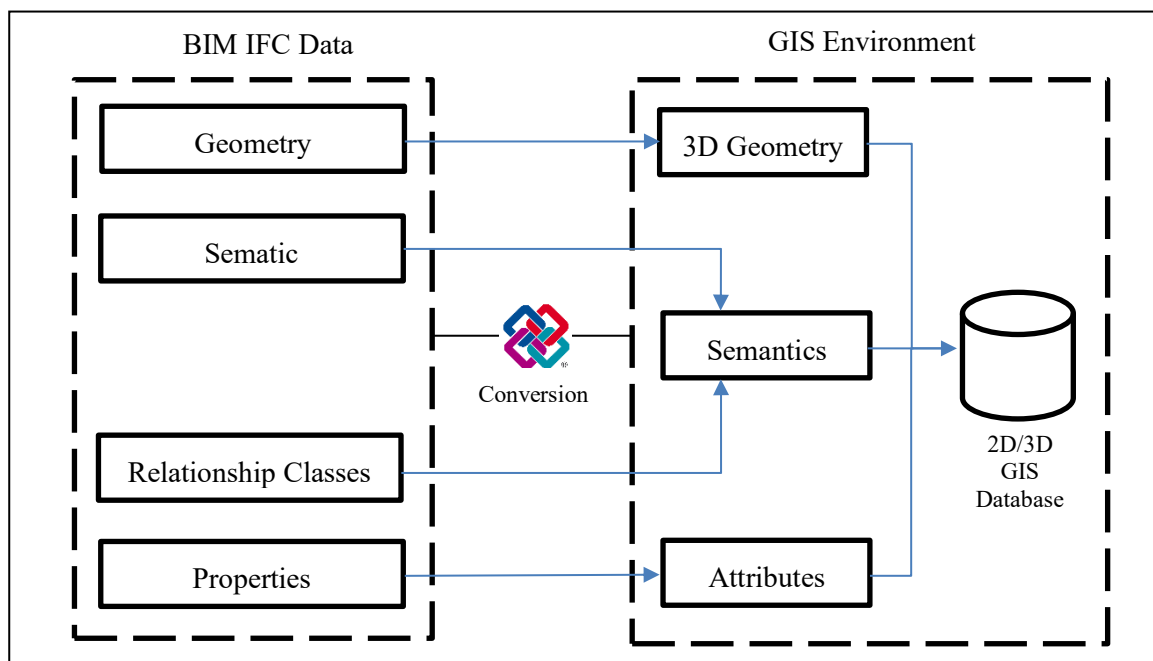 BIM IFC Data
GIS Environment
Geometry
3D Geometry
Sematic
Semantics
Conversion
Relationship Classes
2D/3D
GIS
Database
Properties
Attributes